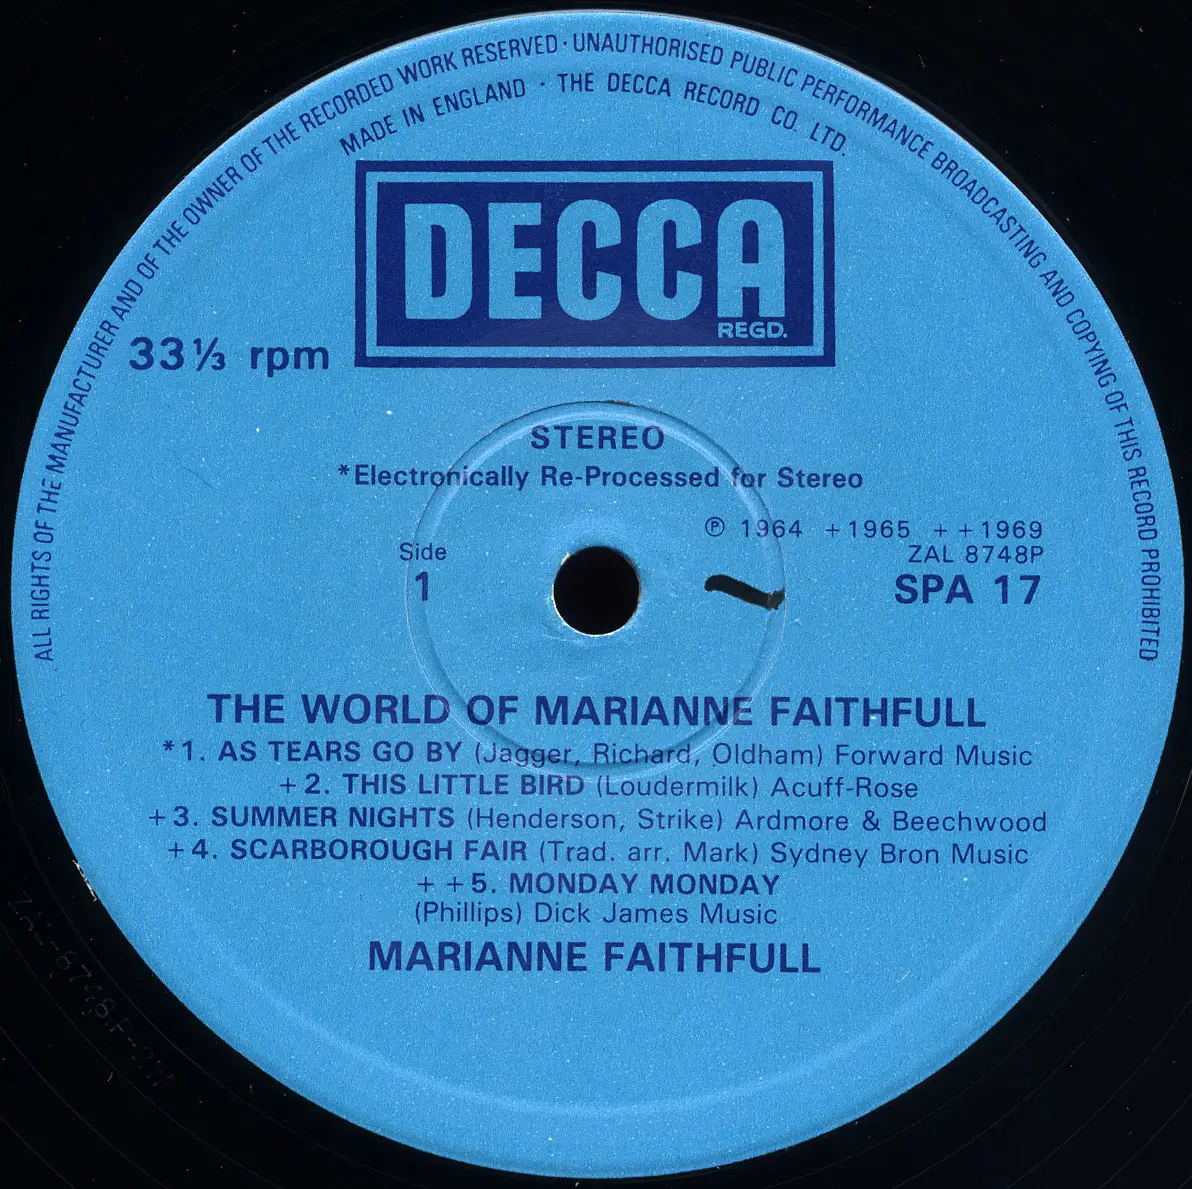 ALL RIGHTS OF THE MANUFACTURER AND OF THE OWNER OF THE RECORDED WORK RESERVED · UNAUTHORISED PUBLIC PERFORMANCE BROADCASTING AND COPYING OF THIS RECORD PROHIBITED
MADE IN ENGLAND · THE DECCA RECORD CO. LTD.
DECCA
REGD.
33⅓ rpm
STEREO
*Electronically Re-Processed for Stereo
℗ 1964 +1965 ++1969
ZAL 8748P
Side
1
SPA 17
THE WORLD OF MARIANNE FAITHFULL
*1. AS TEARS GO BY (Jagger, Richard, Oldham) Forward Music
+2. THIS LITTLE BIRD (Loudermilk) Acuff-Rose
+3. SUMMER NIGHTS (Henderson, Strike) Ardmore & Beechwood
+4. SCARBOROUGH FAIR (Trad. arr. Mark) Sydney Bron Music
++5. MONDAY MONDAY
(Phillips) Dick James Music
MARIANNE FAITHFULL